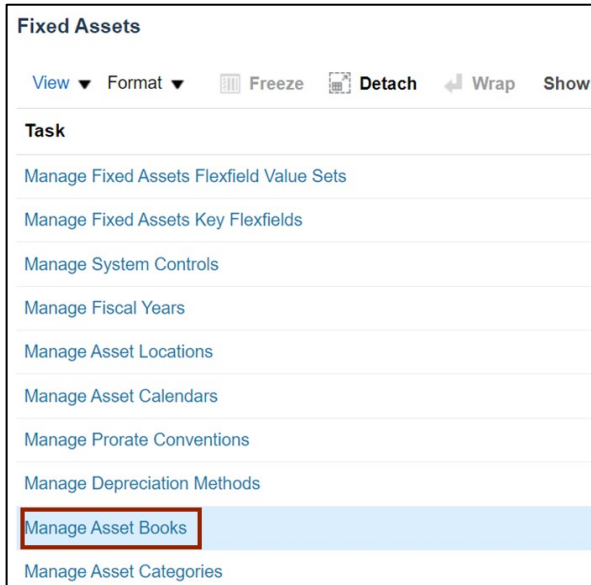 Fixed Assets
View Format Freeze Detach Wrap Show
Task
Manage Fixed Assets Flexfield Value Sets
Manage Fixed Assets Key Flexfields
Manage System Controls
Manage Fiscal Years
Manage Asset Locations
Manage Asset Calendars
Manage Prorate Conventions
Manage Depreciation Methods
Manage Asset Books
Manage Asset Categories